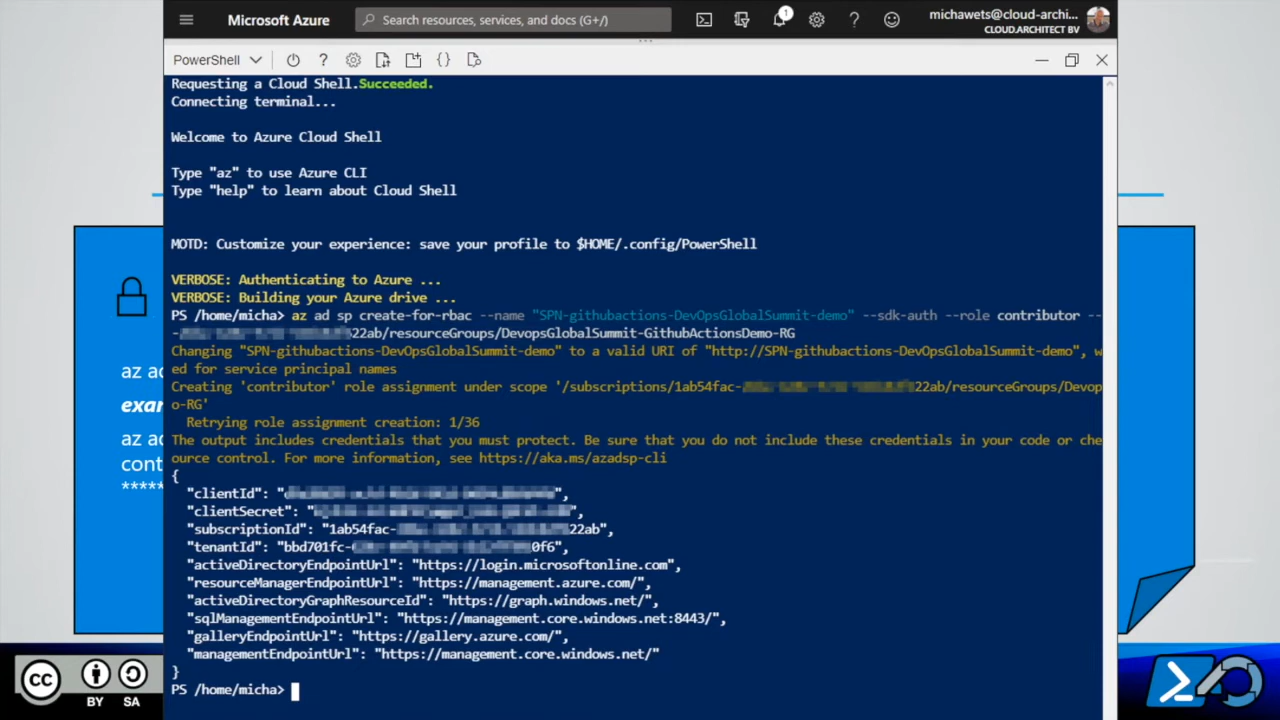 Microsoft Azure
Search resources, services, and docs (G+/)
1
michawets@cloud-archi...
CLOUD.ARCHITECT BV
PowerShell
Requesting a Cloud Shell.Succeeded.
Connecting terminal...
Welcome to Azure Cloud Shell
Type "az" to use Azure CLI
Type "help" to learn about Cloud Shell
MOTD: Customize your experience: save your profile to $HOME/.config/PowerShell
VERBOSE: Authenticating to Azure ...
VERBOSE: Building your Azure drive ...
PS /home/micha> az ad sp create-for-rbac --name "SPN-githubactions-DevOpsGlobalSummit-demo" --sdk-auth --role contributor --
-22ab/resourceGroups/DevopsGlobalSummit-GithubActionsDemo-RG
Changing "SPN-githubactions-DevOpsGlobalSummit-demo" to a valid URI of "http://SPN-githubactions-DevOpsGlobalSummit-demo", w
ed for service principal names
Creating 'contributor' role assignment under scope '/subscriptions/1ab54fac-22ab/resourceGroups/Devop
o-RG'
Retrying role assignment creation: 1/36
The output includes credentials that you must protect. Be sure that you do not include these credentials in your code or che
ource control. For more information, see https://aka.ms/azadsp-cli
{
"clientId": "",
"clientSecret": "",
"subscriptionId": "1ab54fac-22ab",
"tenantId": "bbd701fc-0f6",
"activeDirectoryEndpointUrl": "https://login.microsoftonline.com",
"resourceManagerEndpointUrl": "https://management.azure.com/",
"activeDirectoryGraphResourceId": "https://graph.windows.net/",
"sqlManagementEndpointUrl": "https://management.core.windows.net:8443/",
"galleryEndpointUrl": "https://gallery.azure.com/",
"managementEndpointUrl": "https://management.core.windows.net/"
}
PS /home/micha>
az ad
exam
az ad
cont
*****
CC
BY SA